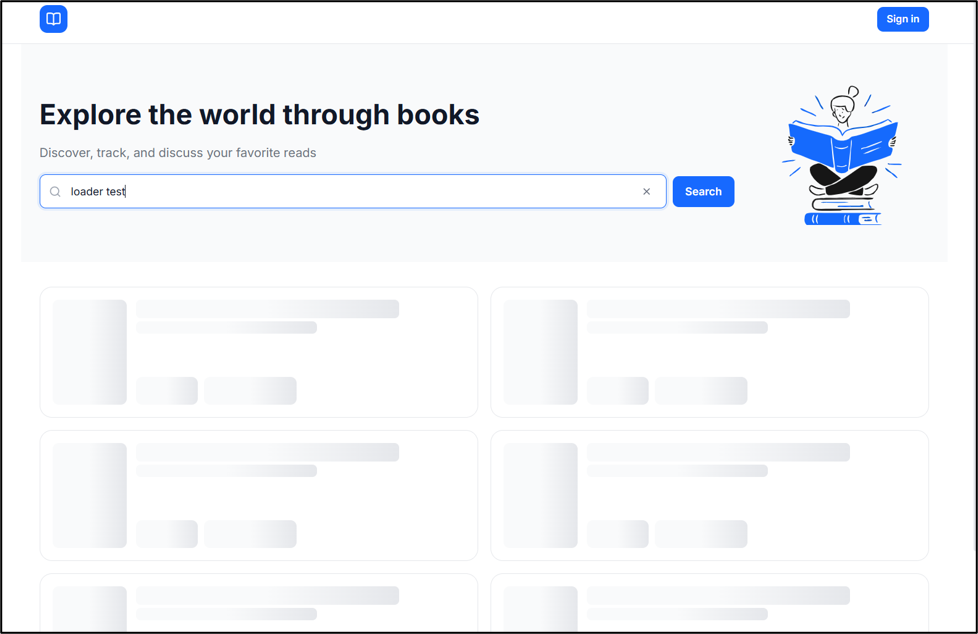 Sign in
Explore the world through books
Discover, track, and discuss your favorite reads
loader test
Search